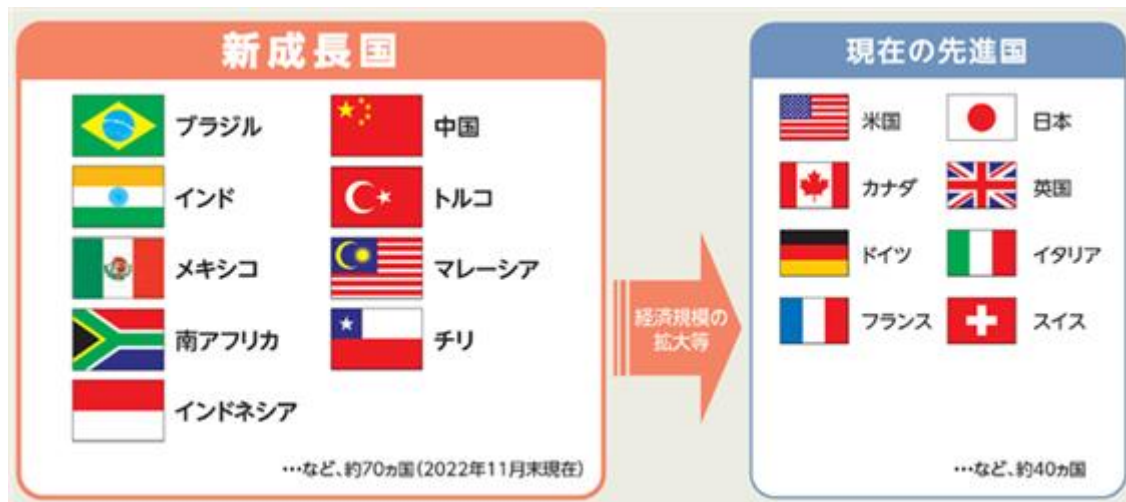 新成長国
ブラジル
中国
インド
トルコ
メキシコ
マレーシア
南アフリカ
チリ
インドネシア
…など、約70ヵ国(2022年11月末現在)
経済規模の
拡大等
現在の先進国
米国
日本
カナダ
英国
ドイツ
イタリア
フランス
スイス
…など、約40ヵ国